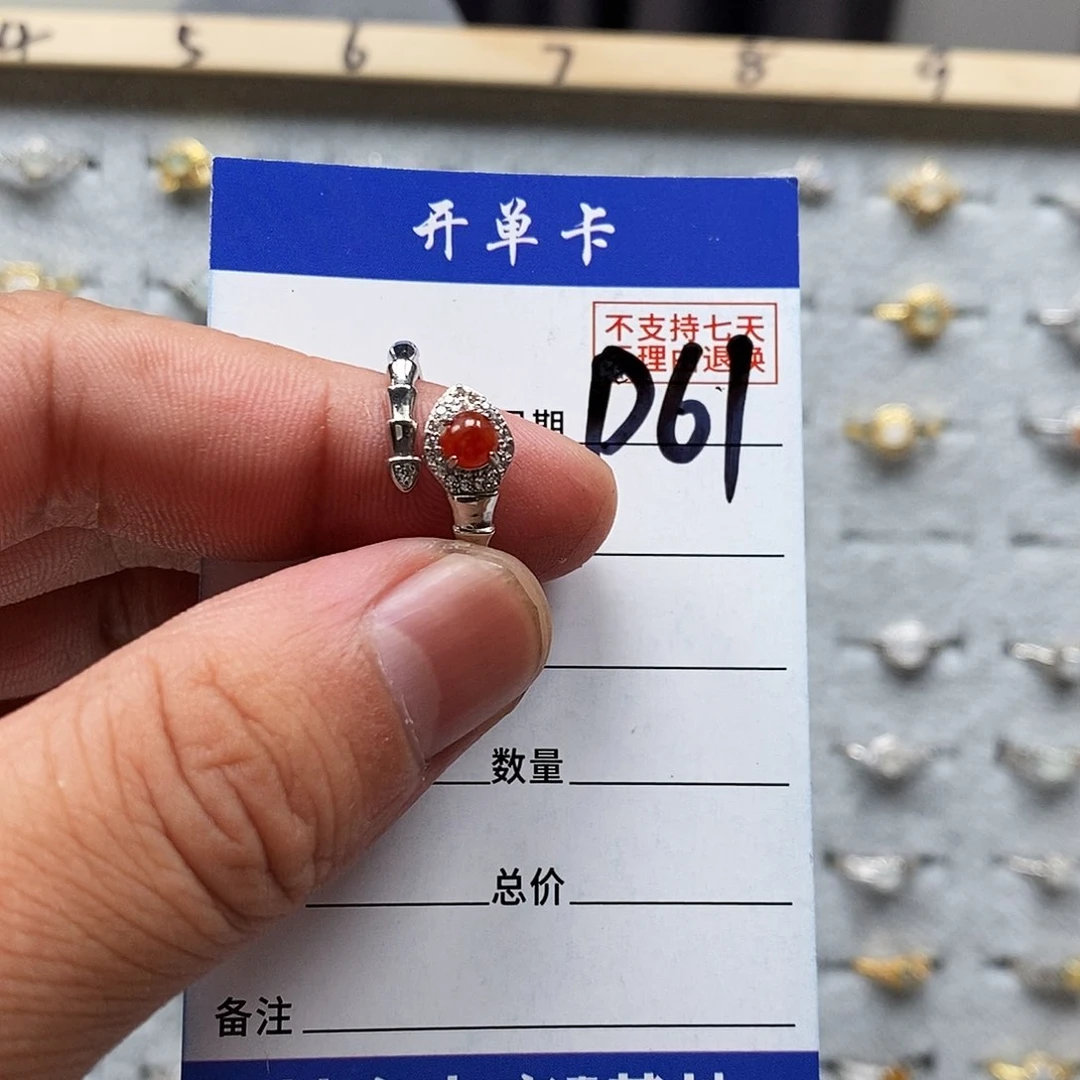 4 5 6 7 8 9
开单卡
不支持七天
理由退换
日期 D61
数量
总价
备注